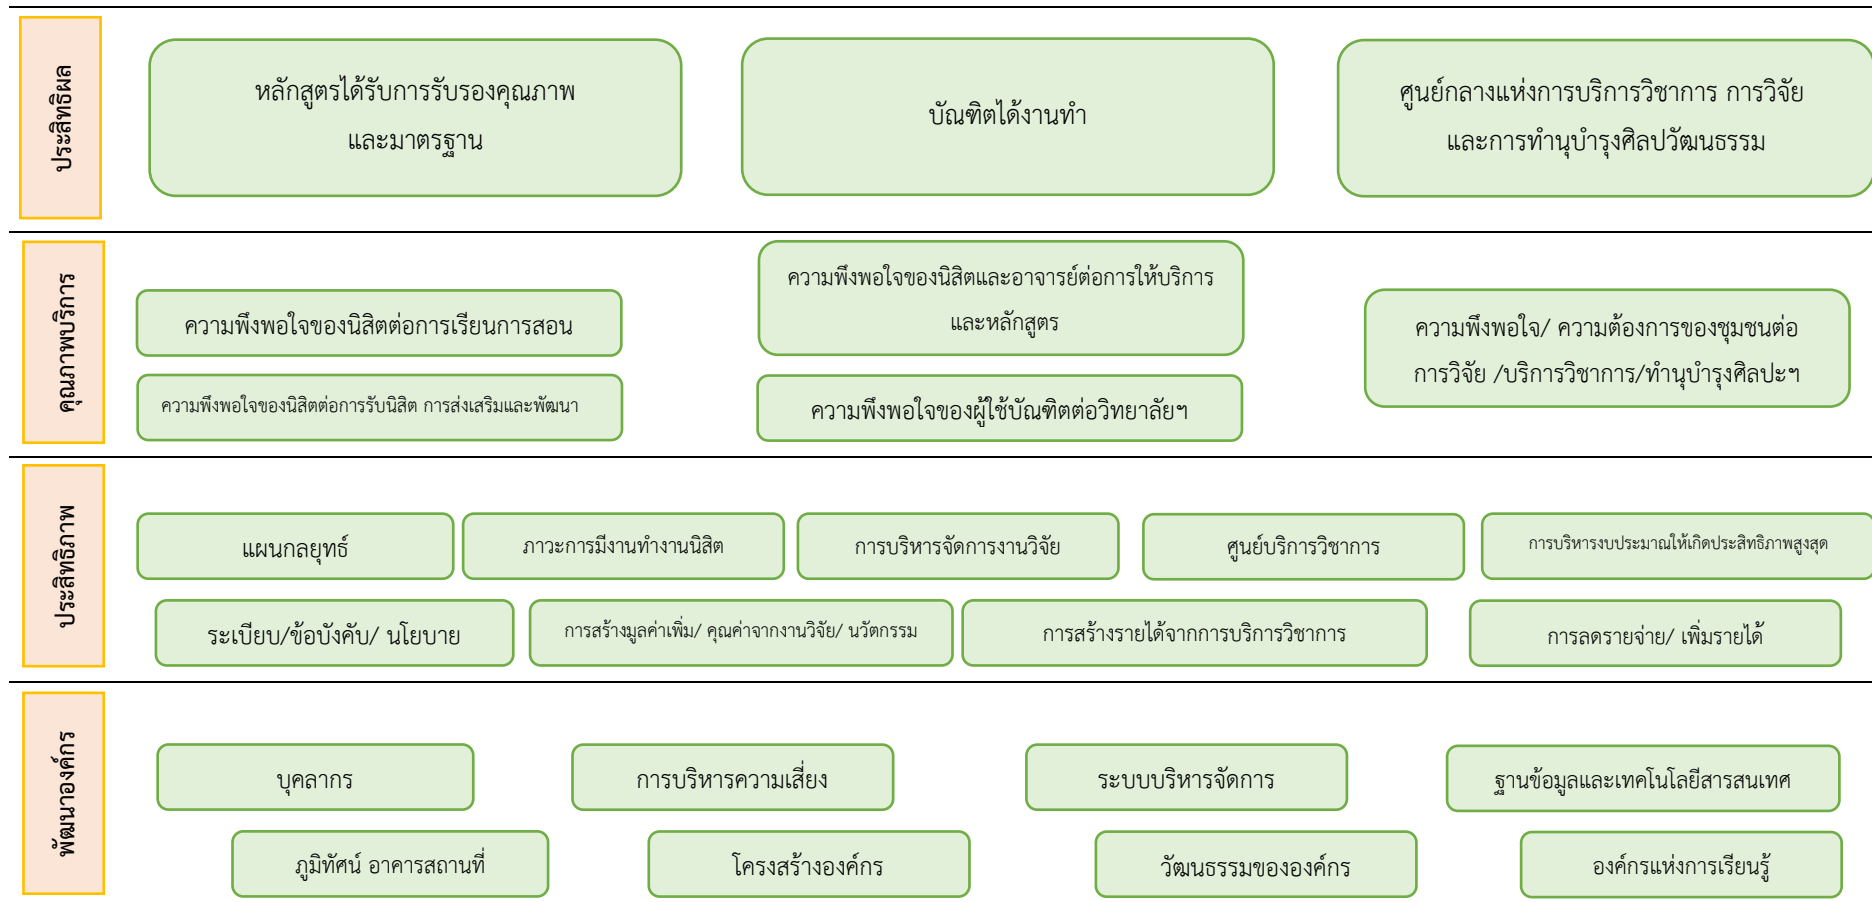 ประสิทธิผล
หลักสูตรได้รับการรับรองคุณภาพ
และมาตรฐาน
บัณฑิตได้งานทำ
ศูนย์กลางแห่งการบริการวิชาการ การวิจัย
และการทำนุบำรุงศิลปวัฒนธรรม
คุณภาพบริการ
ความพึงพอใจของนิสิตต่อการเรียนการสอน
ความพึงพอใจของนิสิตต่อการรับนิสิต การส่งเสริมและพัฒนา
ความพึงพอใจของนิสิตและอาจารย์ต่อการให้บริการ
และหลักสูตร
ความพึงพอใจของผู้ใช้บัณฑิตต่อวิทยาลัยฯ
ความพึงพอใจ/ ความต้องการของชุมชนต่อ
การวิจัย /บริการวิชาการ/ทำนุบำรุงศิลปะฯ
ประสิทธิภาพ
แผนกลยุทธ์
ภาวะการมีงานทำงานนิสิต
การบริหารจัดการงานวิจัย
ศูนย์บริการวิชาการ
การบริหารงบประมาณให้เกิดประสิทธิภาพสูงสุด
ระเบียบ/ข้อบังคับ/ นโยบาย
การสร้างมูลค่าเพิ่ม/ คุณค่าจากงานวิจัย/ นวัตกรรม
การสร้างรายได้จากการบริการวิชาการ
การลดรายจ่าย/ เพิ่มรายได้
พัฒนาองค์กร
บุคลากร
การบริหารความเสี่ยง
ระบบบริหารจัดการ
ฐานข้อมูลและเทคโนโลยีสารสนเทศ
ภูมิทัศน์ อาคารสถานที่
โครงสร้างองค์กร
วัฒนธรรมขององค์กร
องค์กรแห่งการเรียนรู้